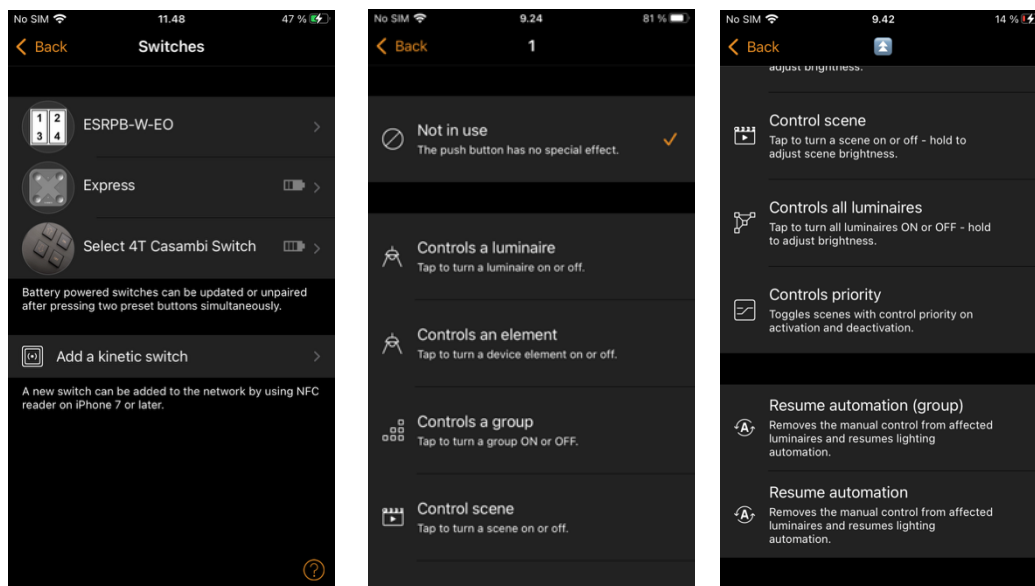 No SIM 11.48 47 %
Back Switches
1 2
3 4
ESRPB-W-EO
Express
Select 4T Casambi Switch
Battery powered switches can be updated or unpaired
after pressing two preset buttons simultaneously.
Add a kinetic switch
A new switch can be added to the network by using NFC
reader on iPhone 7 or later.
?
No SIM 9.24 81 %
Back 1
Not in use
The push button has no special effect.
Controls a luminaire
Tap to turn a luminaire on or off.
Controls an element
Tap to turn a device element on or off.
Controls a group
Tap to turn a group ON or OFF.
Control scene
Tap to turn a scene on or off.
No SIM 9.42 14 %
Back
adjust brightness.
Control scene
Tap to turn a scene on or off - hold to
adjust scene brightness.
Controls all luminaires
Tap to turn all luminaires ON or OFF - hold
to adjust brightness.
Controls priority
Toggles scenes with control priority on
activation and deactivation.
Resume automation (group)
A
Removes the manual control from affected
luminaires and resumes lighting
automation.
Resume automation
A
Removes the manual control from affected
luminaires and resumes lighting
automation.